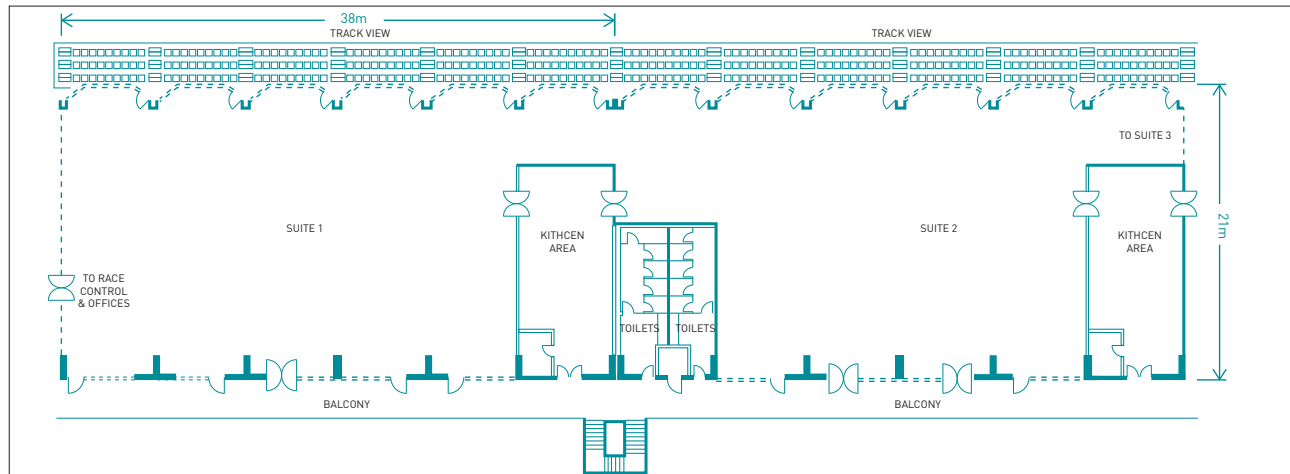 38m
TRACK VIEW
TRACK VIEW
TO SUITE 3
21m
SUITE 1
KITHCEN
AREA
SUITE 2
KITHCEN
AREA
TO RACE
CONTROL
& OFFICES
TOILETS
TOILETS
BALCONY
BALCONY